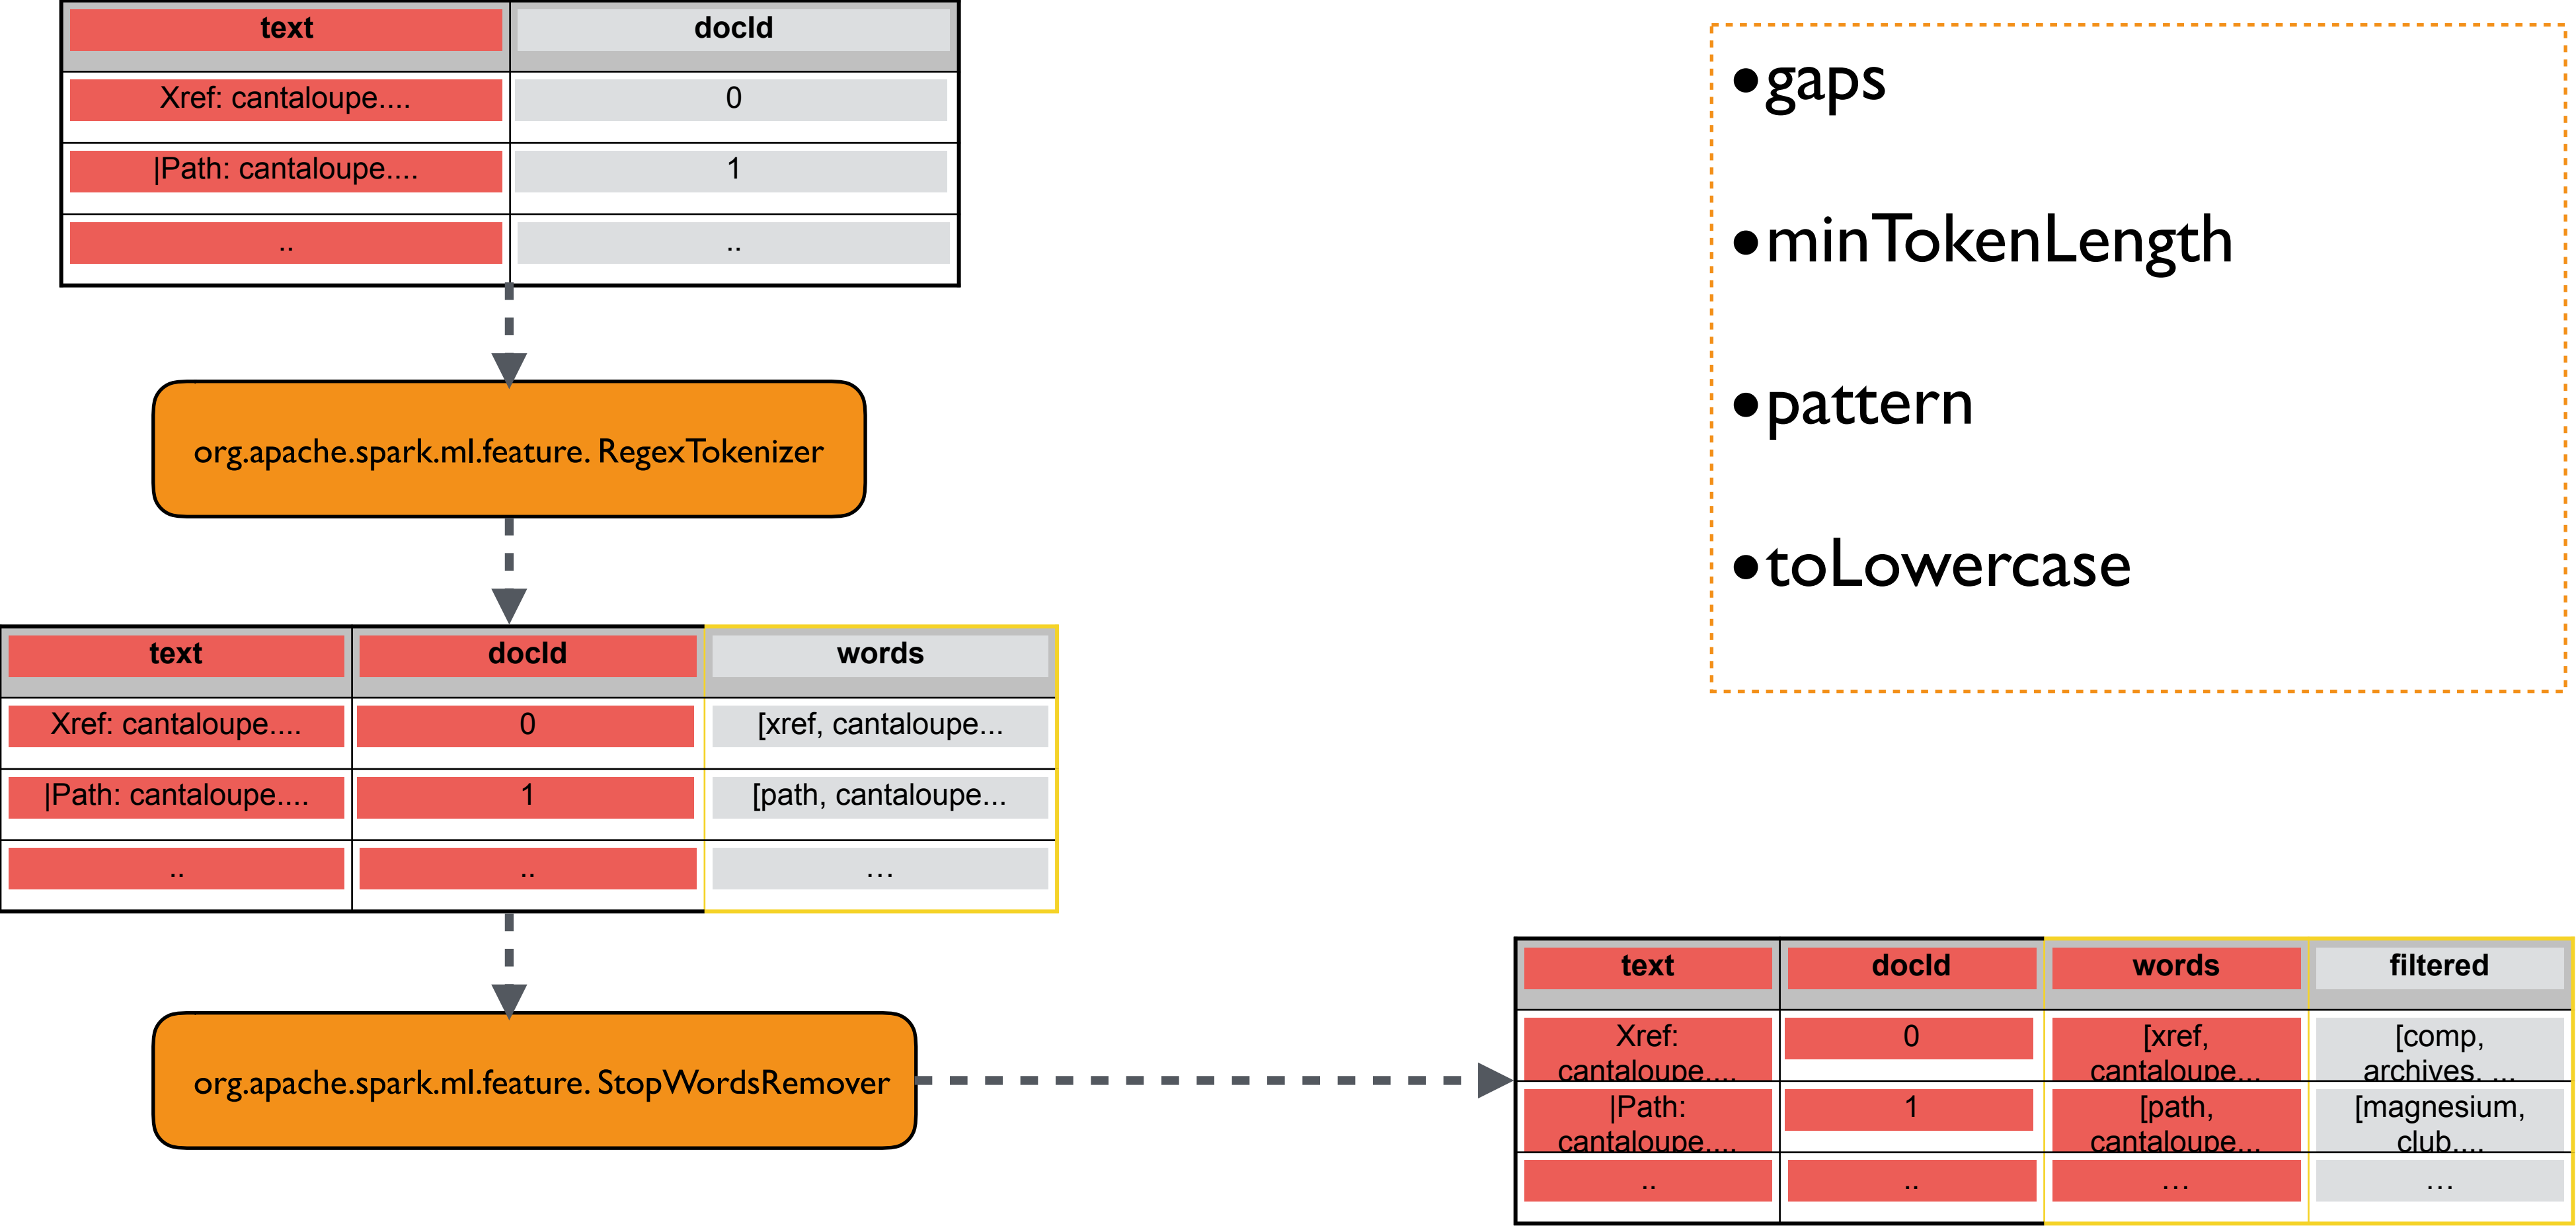 text docId
Xref: cantaloupe.... 0
|Path: cantaloupe.... 1
.. ..
org.apache.spark.ml.feature. RegexTokenizer
text docId words
Xref: cantaloupe.... 0 [xref, cantaloupe...
|Path: cantaloupe.... 1 [path, cantaloupe...
.. .. …
org.apache.spark.ml.feature. StopWordsRemover
•gaps
•minTokenLength
•pattern
•toLowercase
text docId words filtered
Xref: 0 [xref, [comp,
cantaloupe.... cantaloupe... archives, ...
|Path: 1 [path, [magnesium,
cantaloupe.... cantaloupe... club,...
.. .. … …